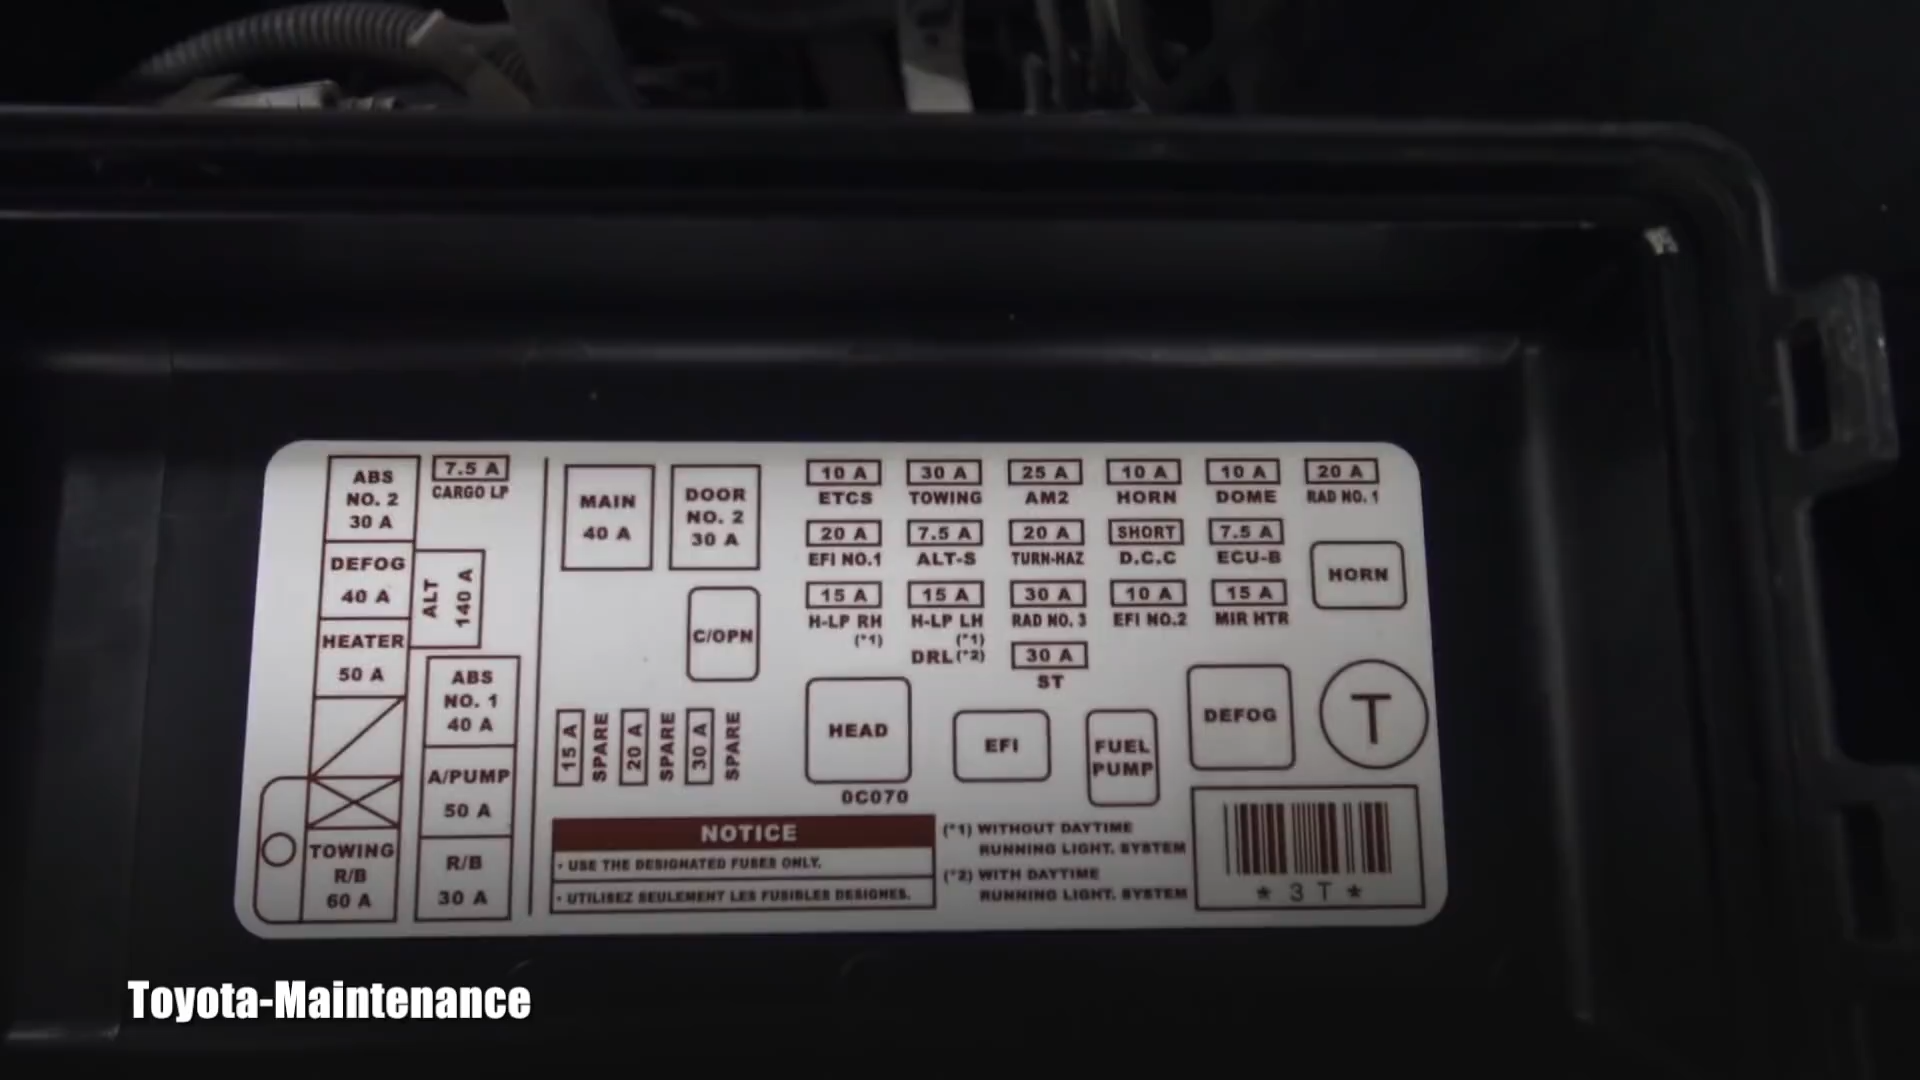 ABS
NO. 2
30 A
7.5 A
CARGO LP
DEFOG
40 A
ALT
140 A
HEATER
50 A
ABS
NO. 1
40 A
A/PUMP
50 A
TOWING
R/B
60 A
R/B
30 A
MAIN
40 A
DOOR
NO. 2
30 A
C/OPN
10 A
ETCS
30 A
TOWING
25 A
AM2
10 A
HORN
10 A
DOME
20 A
RAD NO. 1
20 A
EFI NO.1
7.5 A
ALT-S
20 A
TURN-HAZ
SHORT
D.C.C
7.5 A
ECU-B
HORN
15 A
H-LP RH
(*1)
15 A
H-LP LH
(*1)
DRL(*2)
30 A
RAD NO. 3
10 A
EFI NO.2
15 A
MIR HTR
30 A
ST
15 A
SPARE
20 A
SPARE
30 A
SPARE
HEAD
EFI
FUEL
PUMP
DEFOG
T
0C070
NOTICE
· USE THE DESIGNATED FUSES ONLY.
· UTILISEZ SEULEMENT LES FUSIBLES DESIGNES.
(*1) WITHOUT DAYTIME
RUNNING LIGHT. SYSTEM
(*2) WITH DAYTIME
RUNNING LIGHT. SYSTEM
* 3 T *
Toyota-Maintenance